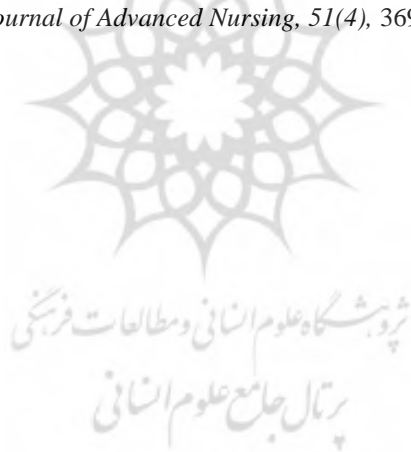 ournal of Advanced Nursing, 51(4), 369
پژوهشگاه علوم انسانی و مطالعات فرهنگی
پرتال جامع علوم انسانی